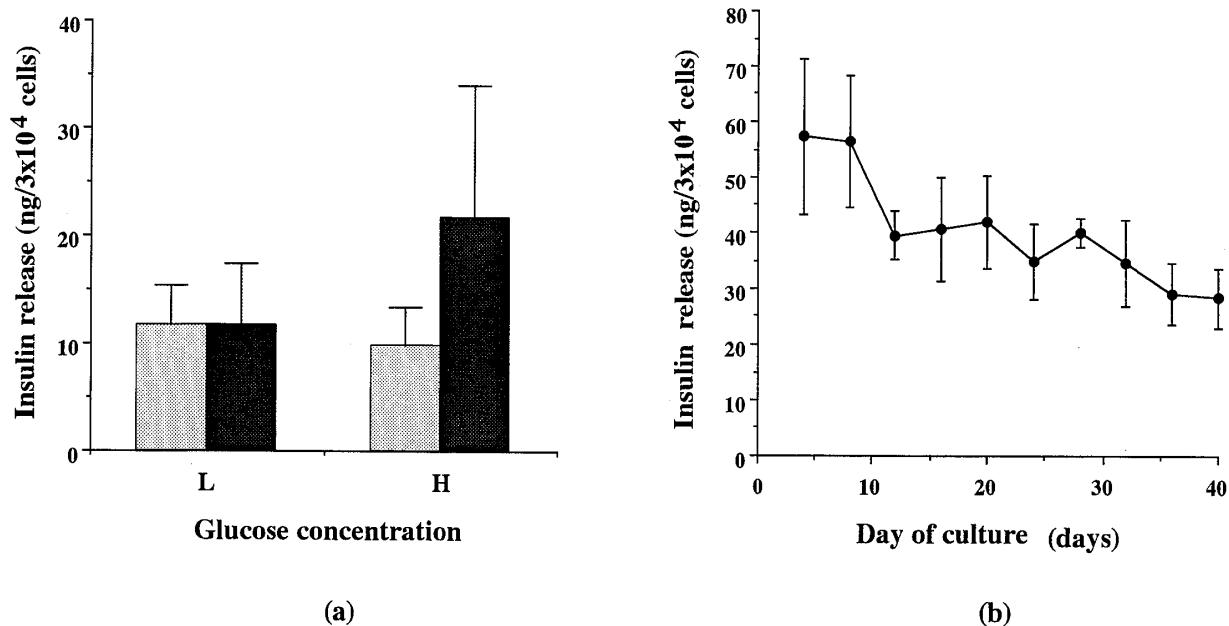 40
30
20
10
0
Insulin release (ng/3x10⁴ cells)
L
H
Glucose concentration
(a)
80
70
60
50
40
30
20
10
0
Insulin release (ng/3x10⁴ cells)
0 10 20 30 40
Day of culture (days)
(b)